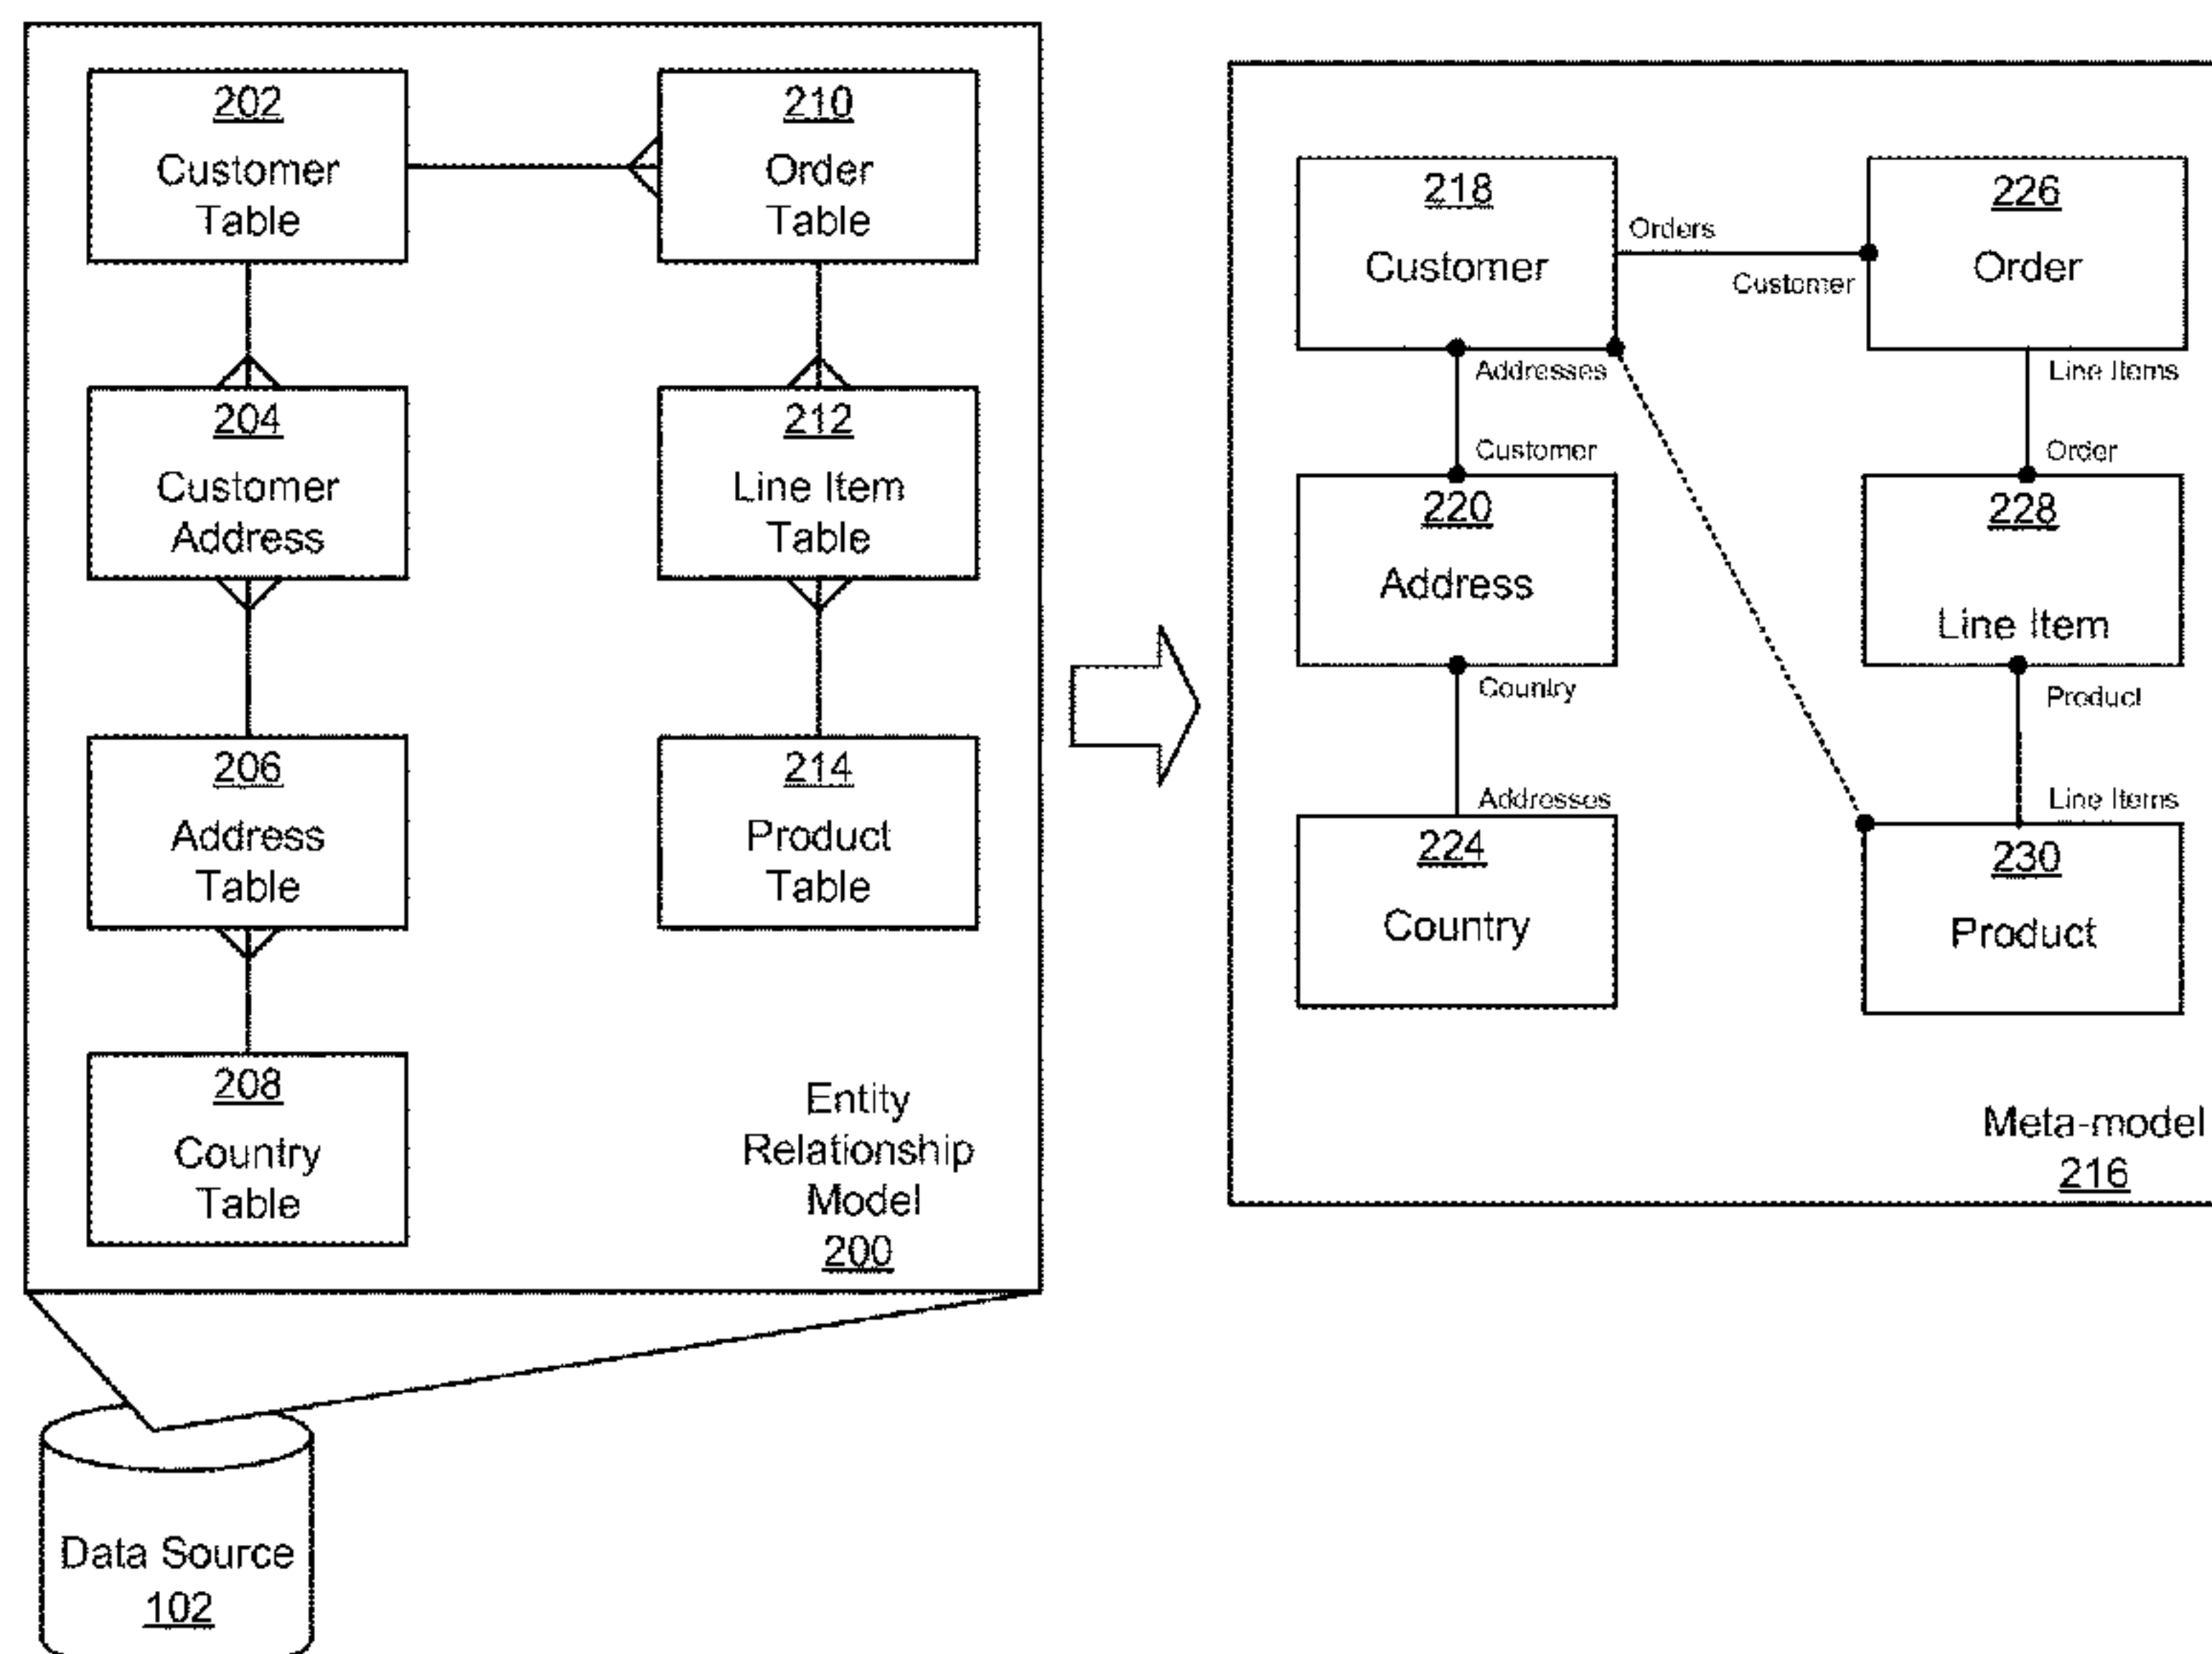 202
Customer
Table
210
Order
Table
204
Customer
Address
212
Line Item
Table
206
Address
Table
214
Product
Table
208
Country
Table
Entity
Relationship
Model
200
Data Source
102
218
Customer
Orders
Customer
226
Order
Addresses
Line Items
Customer
Order
220
Address
228
Line Item
Country
Product
Addresses
Line Items
224
Country
230
Product
Meta-model
216